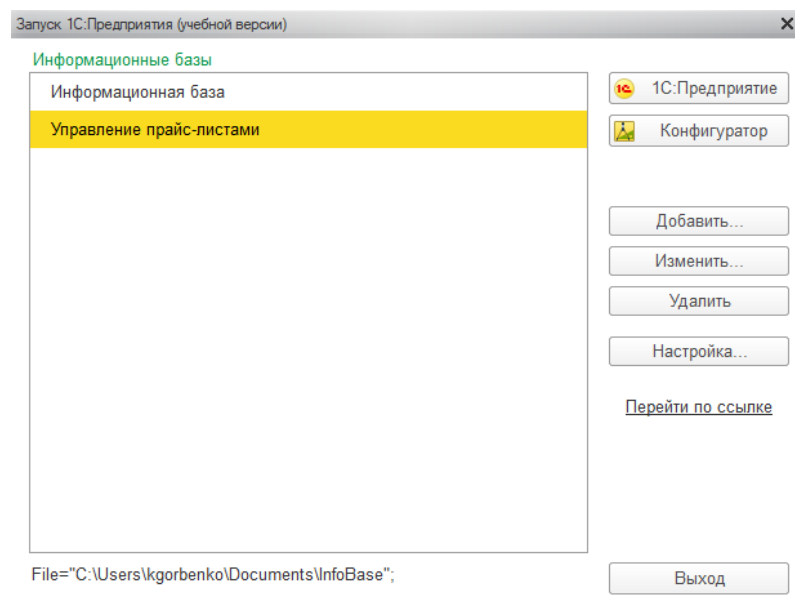 Запуск 1С:Предприятия (учебной версии)
Информационные базы
Информационная база
Управление прайс-листами
1С 1С:Предприятие
Конфигуратор
Добавить...
Изменить...
Удалить
Настройка...
Перейти по ссылке
File="C:\Users\kgorbenko\Documents\InfoBase";
Выход